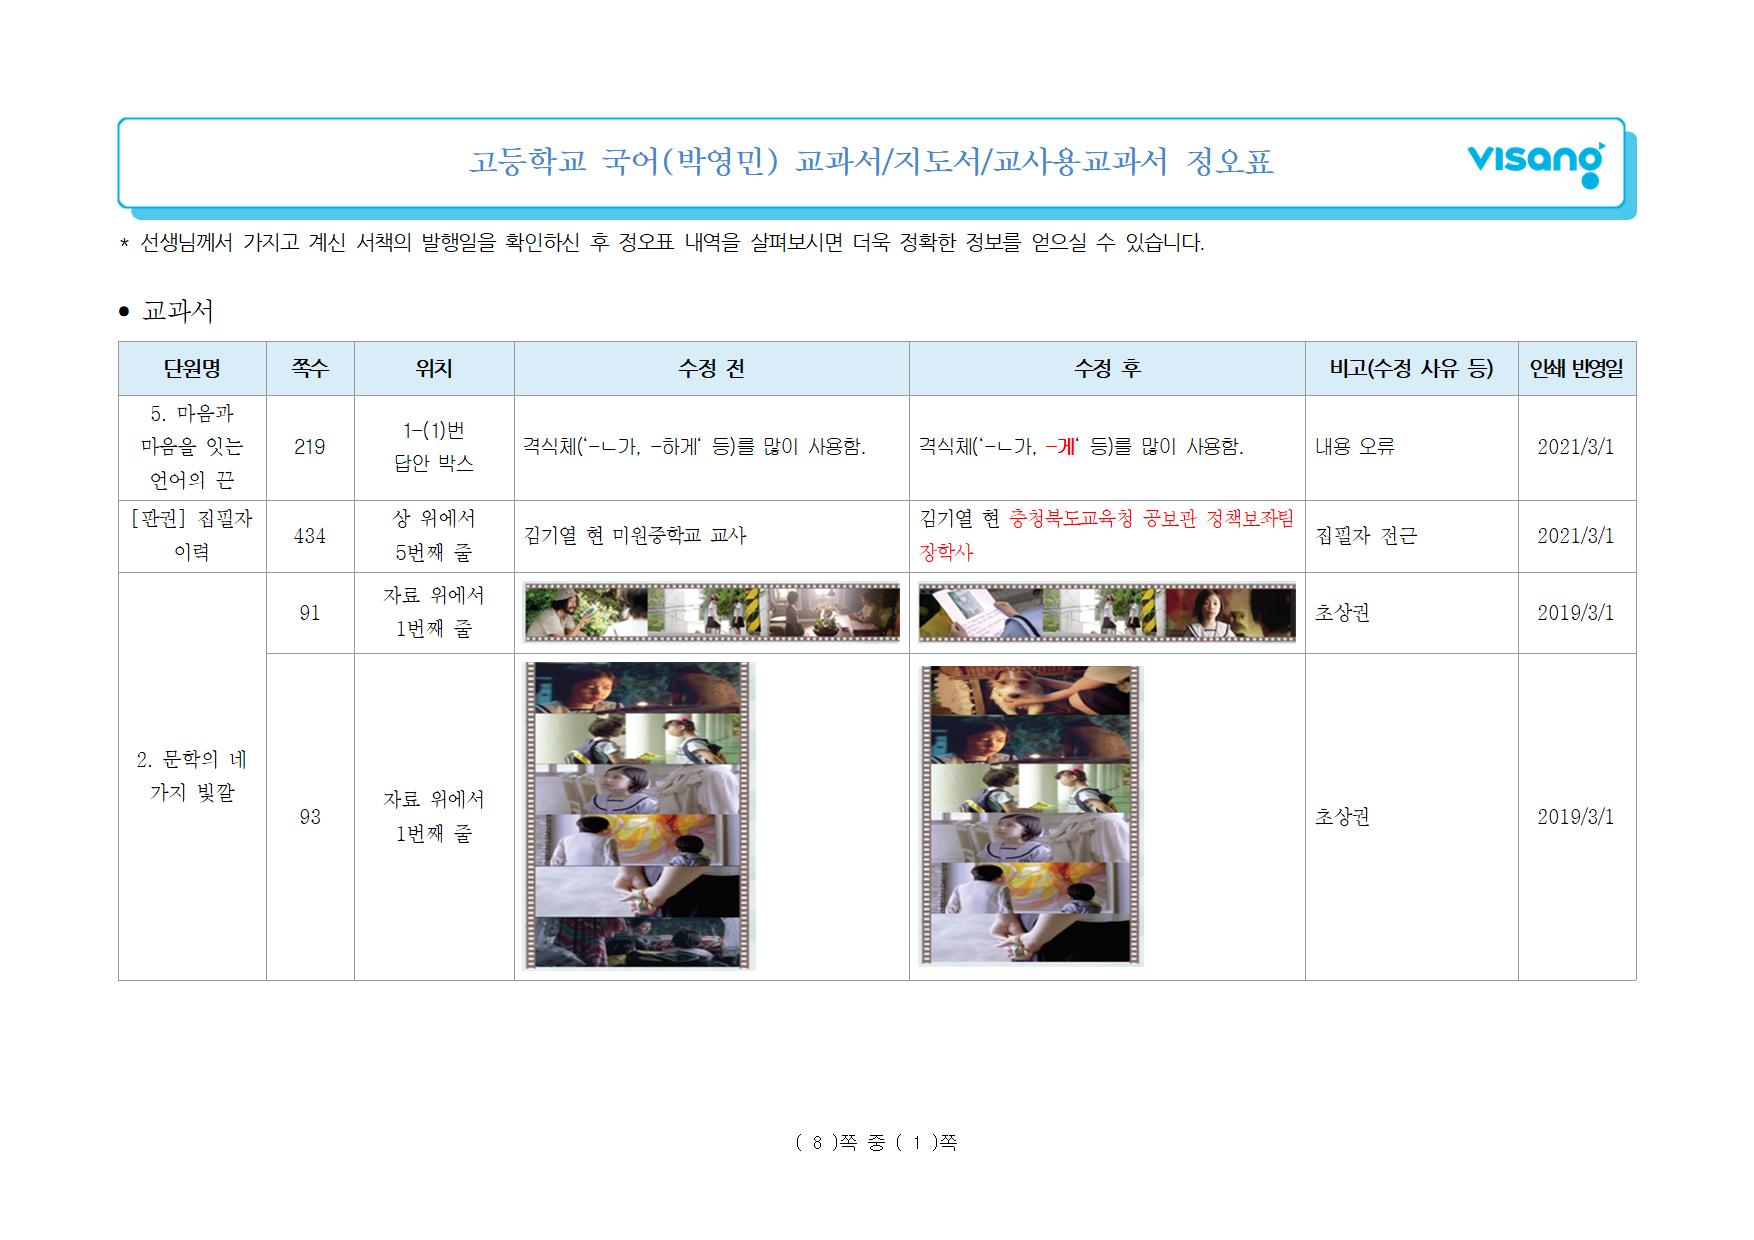 고등학교 국어(박영민) 교과서/지도서/교사용교과서 정오표
visang
* 선생님께서 가지고 계신 서책의 발행일을 확인하신 후 정오표 내역을 살펴보시면 더욱 정확한 정보를 얻으실 수 있습니다.
• 교과서
단원명 쪽수 위치 수정 전 수정 후 비고(수정 사유 등) 인쇄 반영일
5. 마음과
마음을 잇는
언어의 끈
219
1-(1)번
답안 박스
격식체(‘-ㄴ가, -하게‘ 등)를 많이 사용함.
격식체(‘-ㄴ가, -게‘ 등)를 많이 사용함.
내용 오류
2021/3/1
[판권] 집필자
이력
434
상 위에서
5번째 줄
김기열 현 미원중학교 교사
김기열 현 충청북도교육청 공보관 정책보좌팀
장학사
집필자 전근
2021/3/1
2. 문학의 네
가지 빛깔
91
자료 위에서
1번째 줄
초상권
2019/3/1
93
자료 위에서
1번째 줄
초상권
2019/3/1
( 8 )쪽 중 ( 1 )쪽